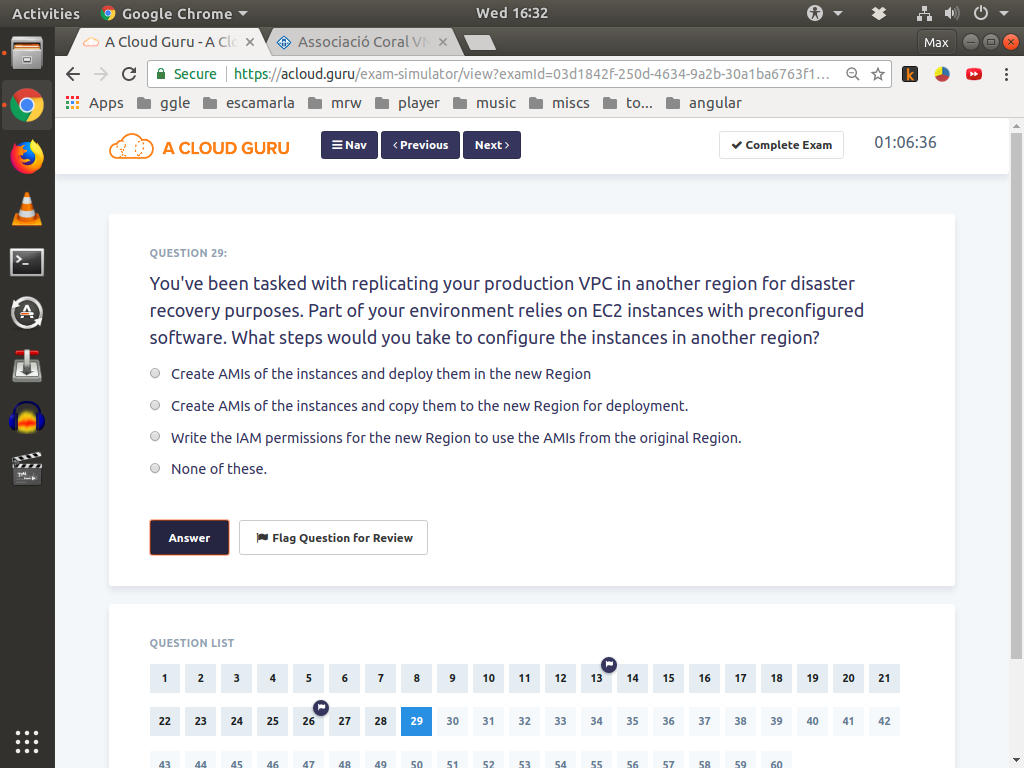 Activities Google Chrome Wed 16:32
A Cloud Guru - A Clo Associació Coral VN Max
Secure https://acloud.guru/exam-simulator/view?examId=03d1842f-250d-4634-9a2b-30a1ba6763f1...
Apps ggle escamarla mrw player music miscs to... angular
A CLOUD GURU Nav Previous Next Complete Exam 01:06:36
QUESTION 29:
You've been tasked with replicating your production VPC in another region for disaster
recovery purposes. Part of your environment relies on EC2 instances with preconfigured
software. What steps would you take to configure the instances in another region?
Create AMIs of the instances and deploy them in the new Region
Create AMIs of the instances and copy them to the new Region for deployment.
Write the IAM permissions for the new Region to use the AMIs from the original Region.
None of these.
Answer Flag Question for Review
QUESTION LIST
1 2 3 4 5 6 7 8 9 10 11 12 13 14 15 16 17 18 19 20 21
22 23 24 25 26 27 28 29 30 31 32 33 34 35 36 37 38 39 40 41 42
43 44 45 46 47 48 49 50 51 52 53 54 55 56 57 58 59 60